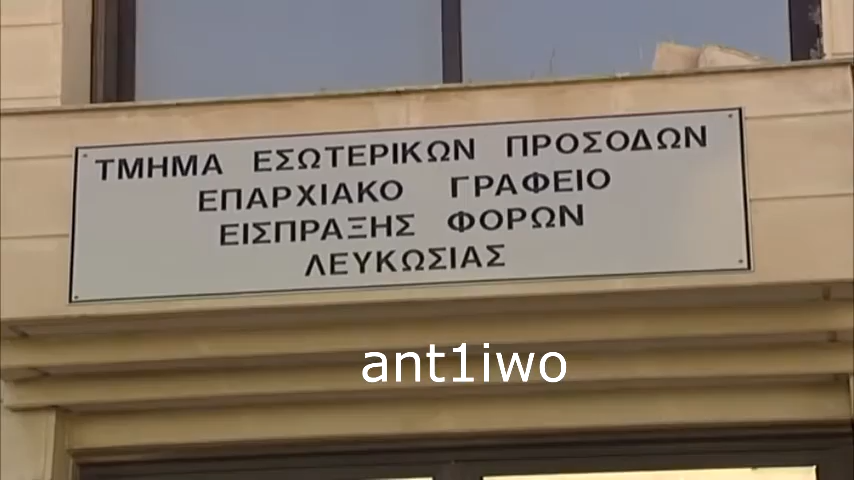 ΤΜΗΜΑ ΕΣΩΤΕΡΙΚΩΝ ΠΡΟΣΟΔΩΝ
ΕΠΑΡΧΙΑΚΟ ΓΡΑΦΕΙΟ
ΕΙΣΠΡΑΞΗΣ ΦΟΡΩΝ
ΛΕΥΚΩΣΙΑΣ
ant1iwo